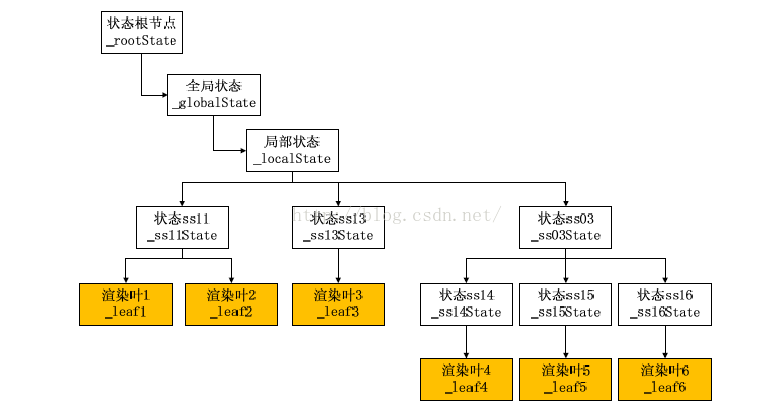 状态根节点
_rootState
全局状态
_globalState
局部状态
_localState
http://blog.csdn.net/
状态ss11
_ss11State
状态ss13
_ss13State
状态ss03
_ss03State
渲染叶1
_leaf1
渲染叶2
_leaf2
渲染叶3
_leaf3
状态ss14
_ss14State
状态ss15
_ss15State
状态ss16
_ss16State
渲染叶4
_leaf4
渲染叶5
_leaf5
渲染叶6
_leaf6